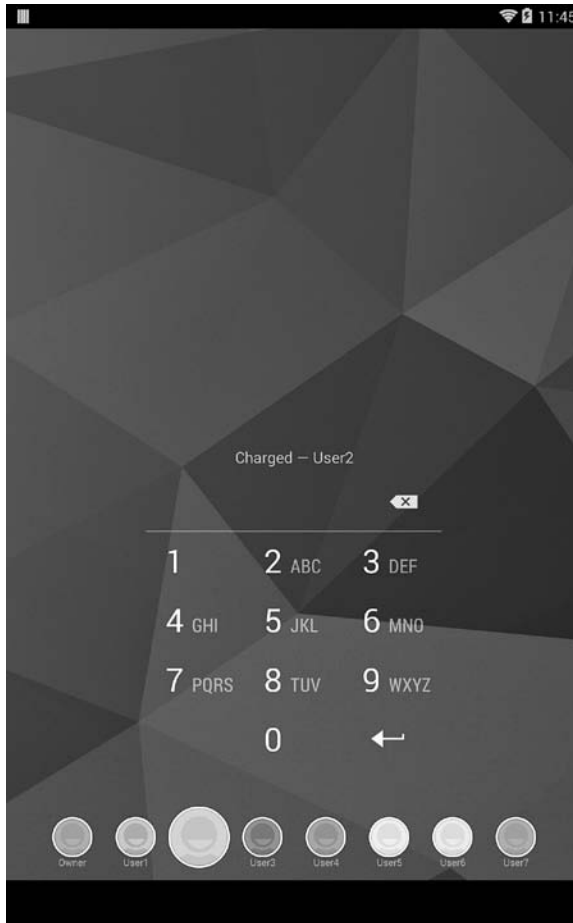 11:45
Charged — User2
1 2 ABC 3 DEF
4 GHI 5 JKL 6 MNO
7 PQRS 8 TUV 9 WXYZ
0
Owner User1 User3 User4 User5 User6 User7